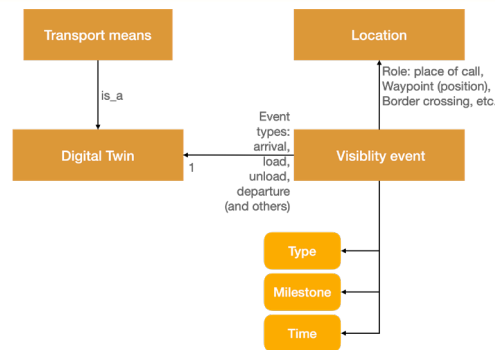 Transport means
Location
is_a
Role: place of call,
Waypoint (position),
Border crossing, etc.
Event
types:
arrival,
load,
unload,
departure
(and others)
Digital Twin
1
Visiblity event
Type
Milestone
Time